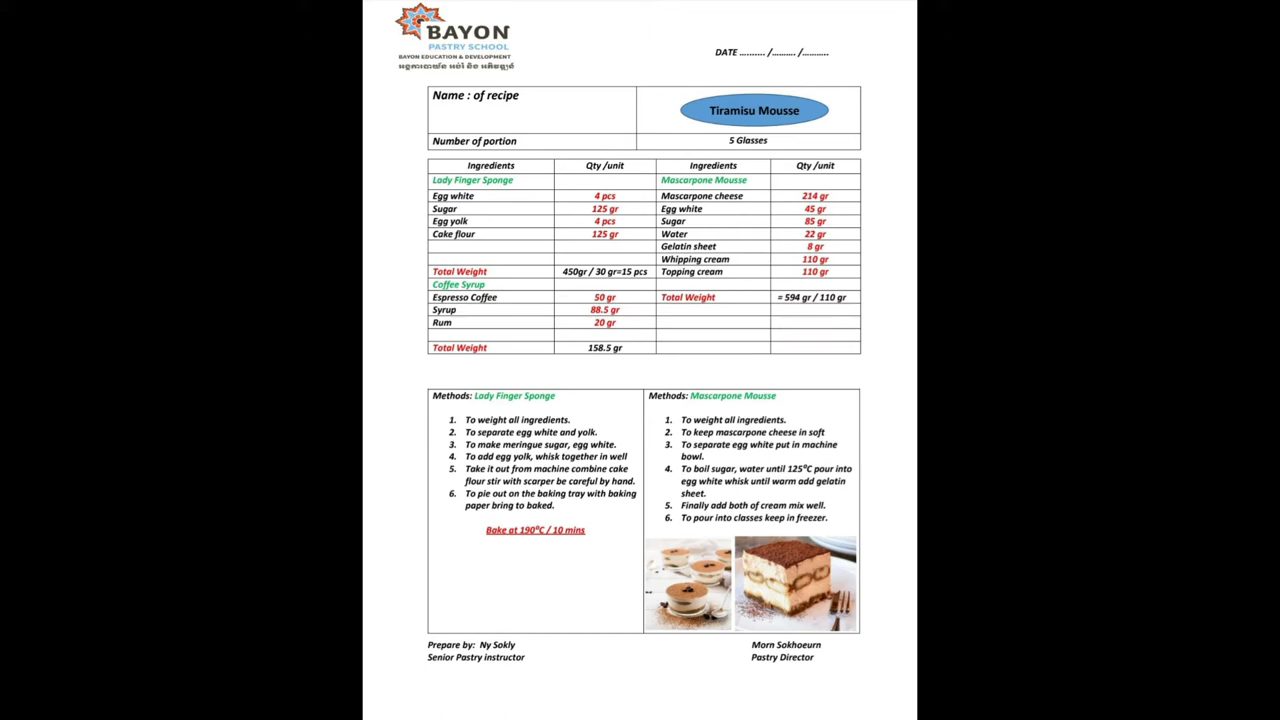 BAYON
PASTRY SCHOOL
BAYON EDUCATION & DEVELOPMENT
DATE .......... /.......... /...........
Name : of recipe
Tiramisu Mousse
Number of portion
5 Glasses
Ingredients Qty /unit Ingredients Qty /unit
Lady Finger Sponge Mascarpone Mousse
Egg white 4 pcs Mascarpone cheese 214 gr
Sugar 125 gr Egg white 45 gr
Egg yolk 4 pcs Sugar 85 gr
Cake flour 125 gr Water 22 gr
Gelatin sheet 8 gr
Whipping cream 110 gr
Total Weight 450gr / 30 gr=15 pcs Topping cream 110 gr
Coffee Syrup
Espresso Coffee 50 gr Total Weight = 594 gr / 110 gr
Syrup 88.5 gr
Rum 20 gr
Total Weight 158.5 gr
Methods: Lady Finger Sponge
1. To weight all ingredients.
2. To separate egg white and yolk.
3. To make meringue sugar, egg white.
4. To add egg yolk, whisk together in well
5. Take it out from machine combine cake
flour stir with scarper be careful by hand.
6. To pie out on the baking tray with baking
paper bring to baked.
Bake at 190⁰C / 10 mins
Methods: Mascarpone Mousse
1. To weight all ingredients.
2. To keep mascarpone cheese in soft
3. To separate egg white put in machine
bowl.
4. To boil sugar, water until 125⁰C pour into
egg white whisk until warm add gelatin
sheet.
5. Finally add both of cream mix well.
6. To pour into classes keep in freezer.
Prepare by: Ny Sokly
Senior Pastry instructor
Morn Sokhoeurn
Pastry Director